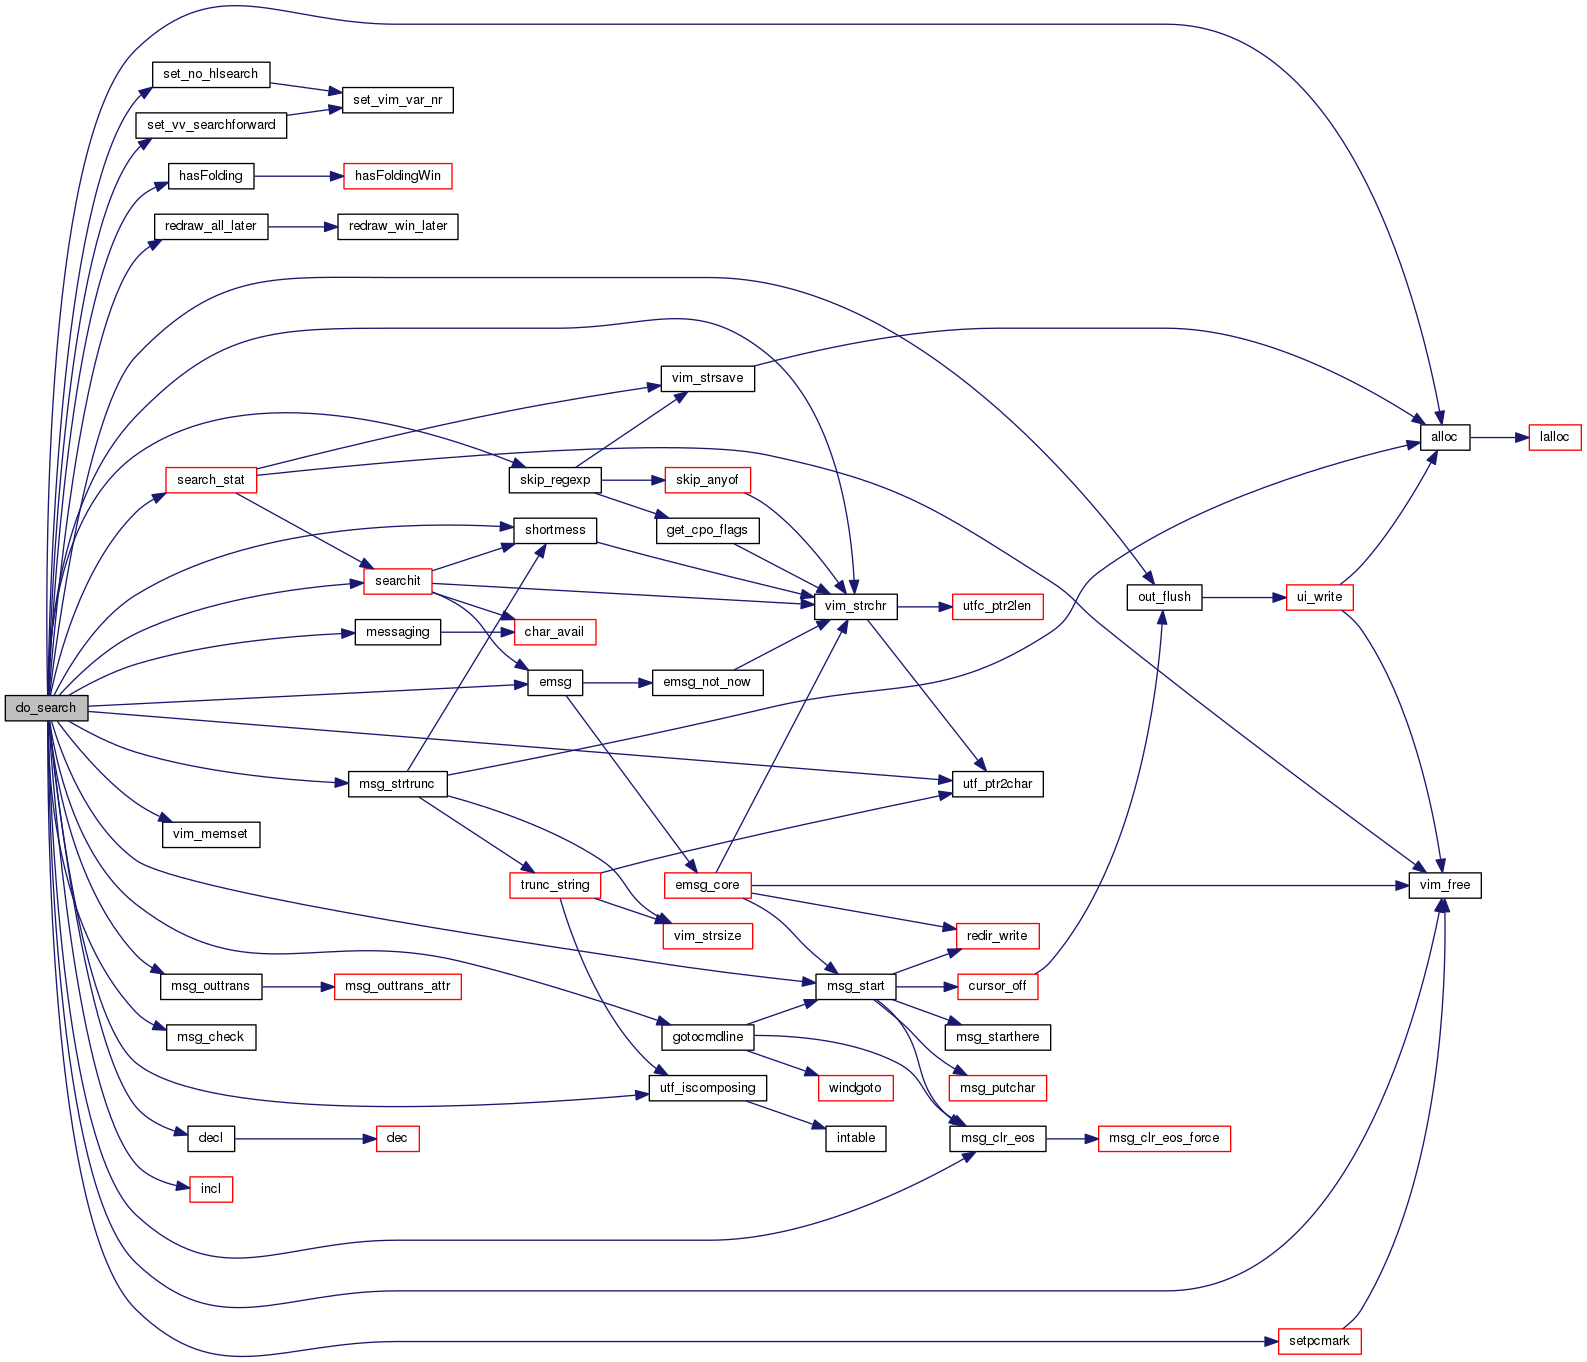 set_no_hlsearch
set_vim_var_nr
set_vv_searchforward
hasFolding
hasFoldingWin
redraw_all_later
redraw_win_later
vim_strsave
alloc
lalloc
search_stat
skip_regexp
skip_anyof
shortmess
get_cpo_flags
searchit
out_flush
ui_write
vim_strchr
utfc_ptr2len
messaging
char_avail
emsg
emsg_not_now
do_search
msg_strtrunc
utf_ptr2char
vim_memset
trunc_string
emsg_core
vim_free
vim_strsize
redir_write
msg_outtrans
msg_outtrans_attr
msg_start
cursor_off
msg_check
gotocmdline
msg_starthere
utf_iscomposing
windgoto
msg_putchar
decl
dec
intable
msg_clr_eos
msg_clr_eos_force
incl
setpcmark